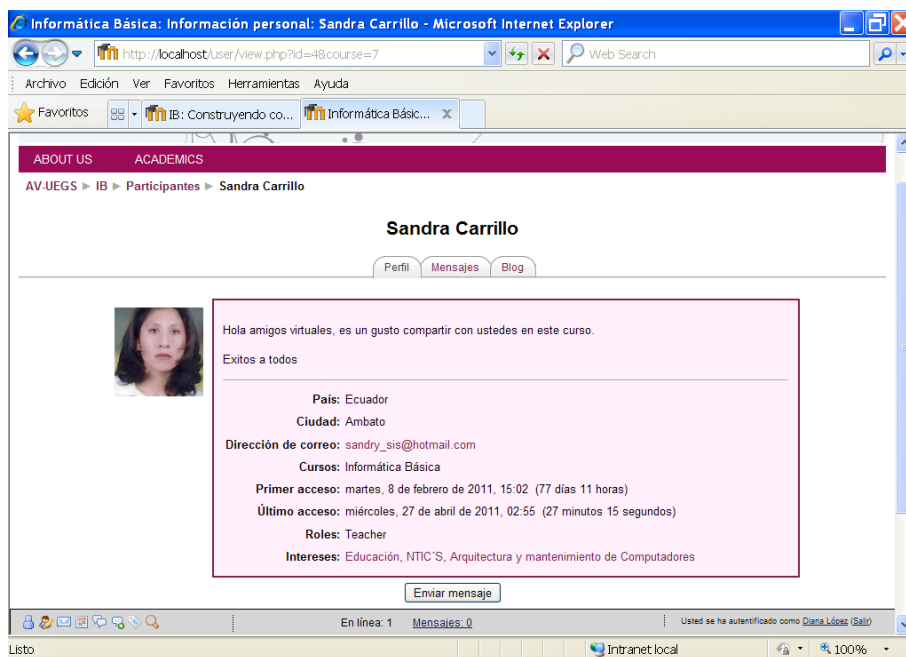 Informática Básica: Información personal: Sandra Carrillo - Microsoft Internet Explorer
http://localhost/user/view.php?id=4&course=7
Web Search
Archivo Edición Ver Favoritos Herramientas Ayuda
Favoritos
IB: Construyendo co...
Informática Básic...
ABOUT US ACADEMICS
AV-UEGS ► IB ► Participantes ► Sandra Carrillo
Sandra Carrillo
Perfil Mensajes Blog
Hola amigos virtuales, es un gusto compartir con ustedes en este curso.
Exitos a todos
País: Ecuador
Ciudad: Ambato
Dirección de correo: sandry_sis@hotmail.com
Cursos: Informática Básica
Primer acceso: martes, 8 de febrero de 2011, 15:02 (77 días 11 horas)
Último acceso: miércoles, 27 de abril de 2011, 02:55 (27 minutos 15 segundos)
Roles: Teacher
Intereses: Educación, NTIC´S, Arquitectura y mantenimiento de Computadores
Enviar mensaje
En línea: 1 Mensajes: 0 Usted se ha autentificado como Diana López (Salir)
Listo Intranet local 100%